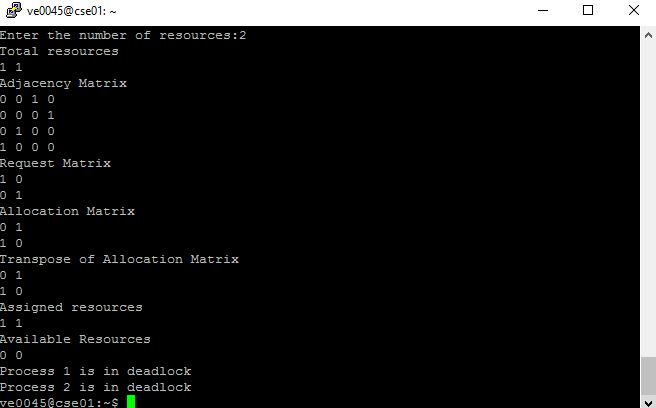 ve0045@cse01: ~
Enter the number of resources:2
Total resources
1 1
Adjacency Matrix
0 0 1 0
0 0 0 1
0 1 0 0
1 0 0 0
Request Matrix
1 0
0 1
Allocation Matrix
0 1
1 0
Transpose of Allocation Matrix
0 1
1 0
Assigned resources
1 1
Available Resources
0 0
Process 1 is in deadlock
Process 2 is in deadlock
ve0045@cse01:~$